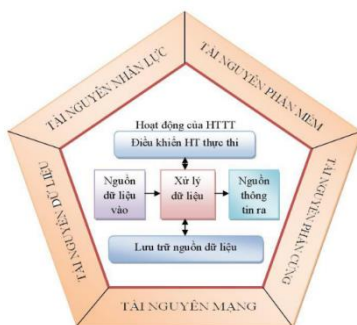 TÀI NGUYÊN NHÂN LỰC
TÀI NGUYÊN PHẦN MỀM
Hoạt động của HTTT
Điều khiển HT thực thi
Nguồn
dữ liệu
vào
Xử lý
dữ liệu
Nguồn
thông
tin ra
Lưu trữ nguồn dữ liệu
TÀI NGUYÊN DỮ LIỆU
TÀI NGUYÊN PHẦN CỨNG
TÀI NGUYÊN MẠNG